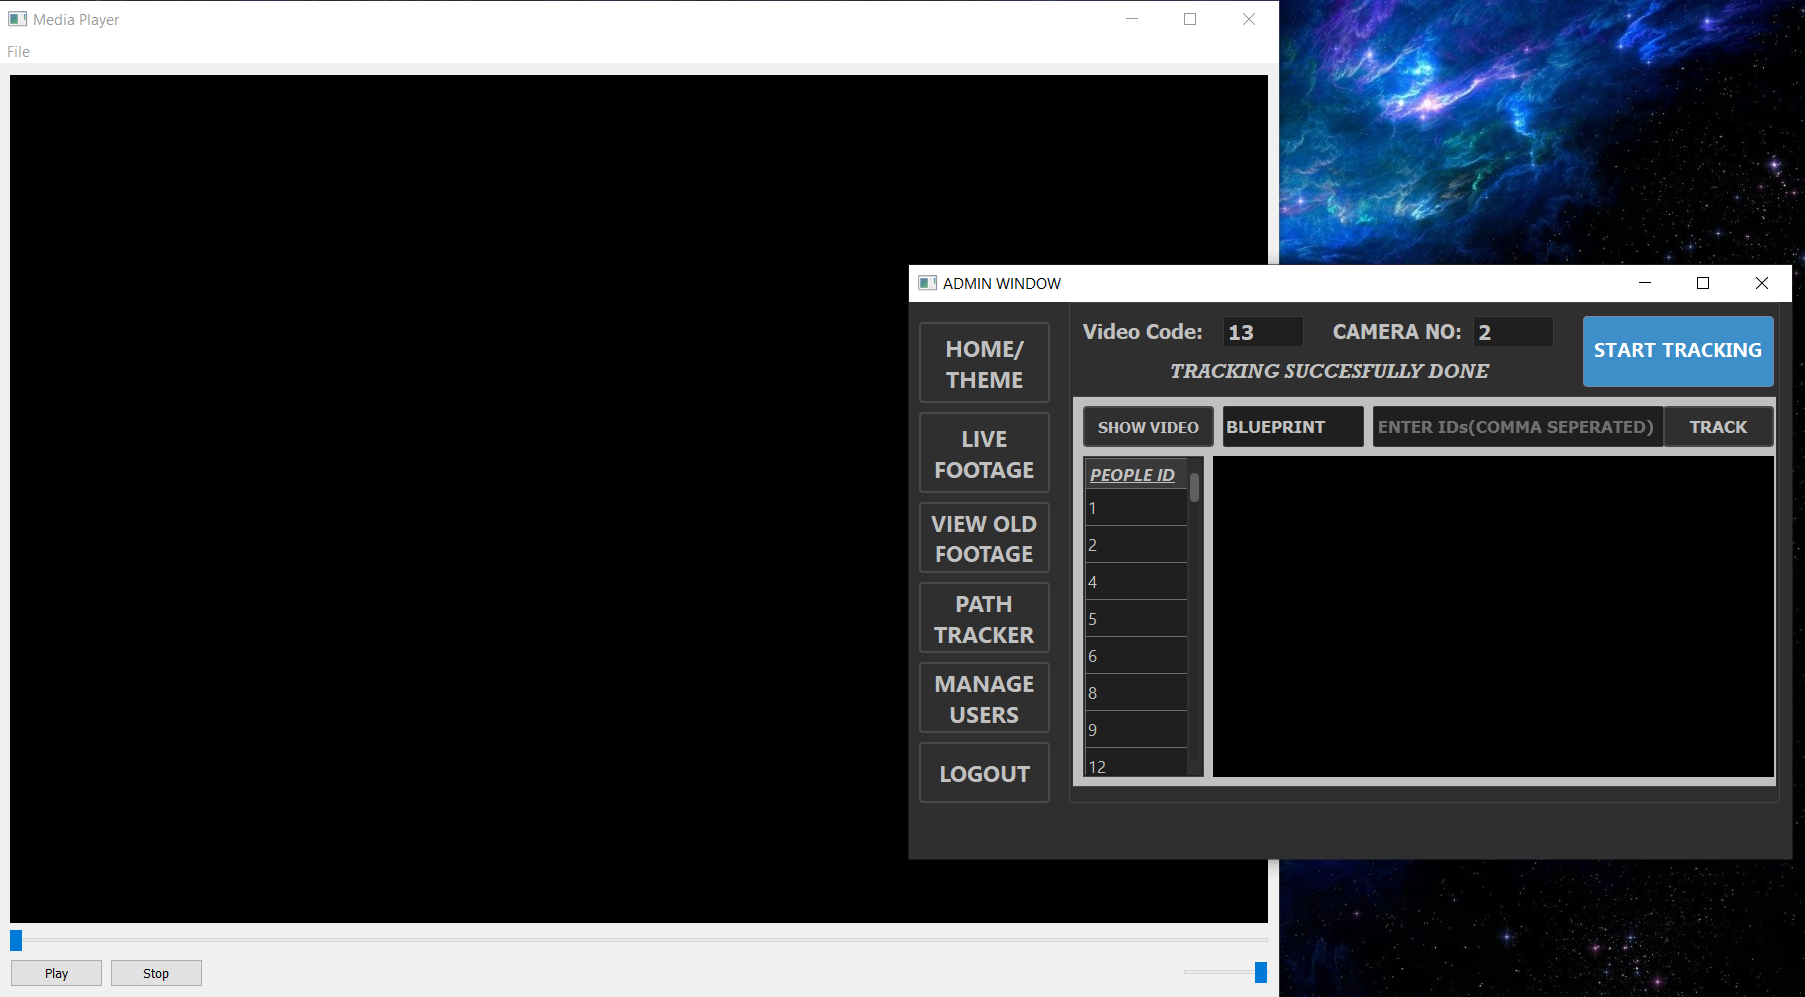 Media Player
File
Play
Stop
ADMIN WINDOW
HOME/
THEME
LIVE
FOOTAGE
VIEW OLD
FOOTAGE
PATH
TRACKER
MANAGE
USERS
LOGOUT
Video Code: 13 CAMERA NO: 2
START TRACKING
TRACKING SUCCESFULLY DONE
SHOW VIDEO BLUEPRINT ENTER IDs(COMMA SEPERATED) TRACK
PEOPLE ID
1
2
4
5
6
8
9
12